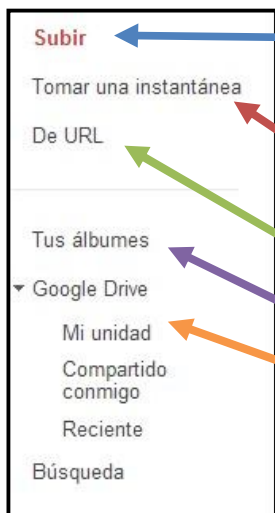 Subir
Tomar una instantánea
De URL
Tus álbumes
Google Drive
Mi unidad
Compartido
conmigo
Reciente
Búsqueda